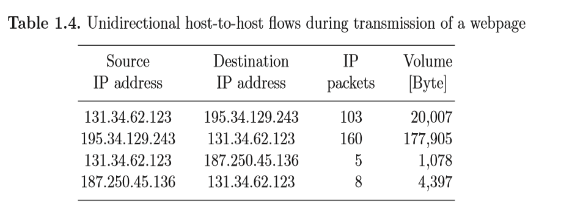 Table 1.4. Unidirectional host-to-host flows during transmission of a webpage
Source Destination IP Volume
IP address IP address packets [Byte]
131.34.62.123 195.34.129.243 103 20,007
195.34.129.243 131.34.62.123 160 177,905
131.34.62.123 187.250.45.136 5 1,078
187.250.45.136 131.34.62.123 8 4,397